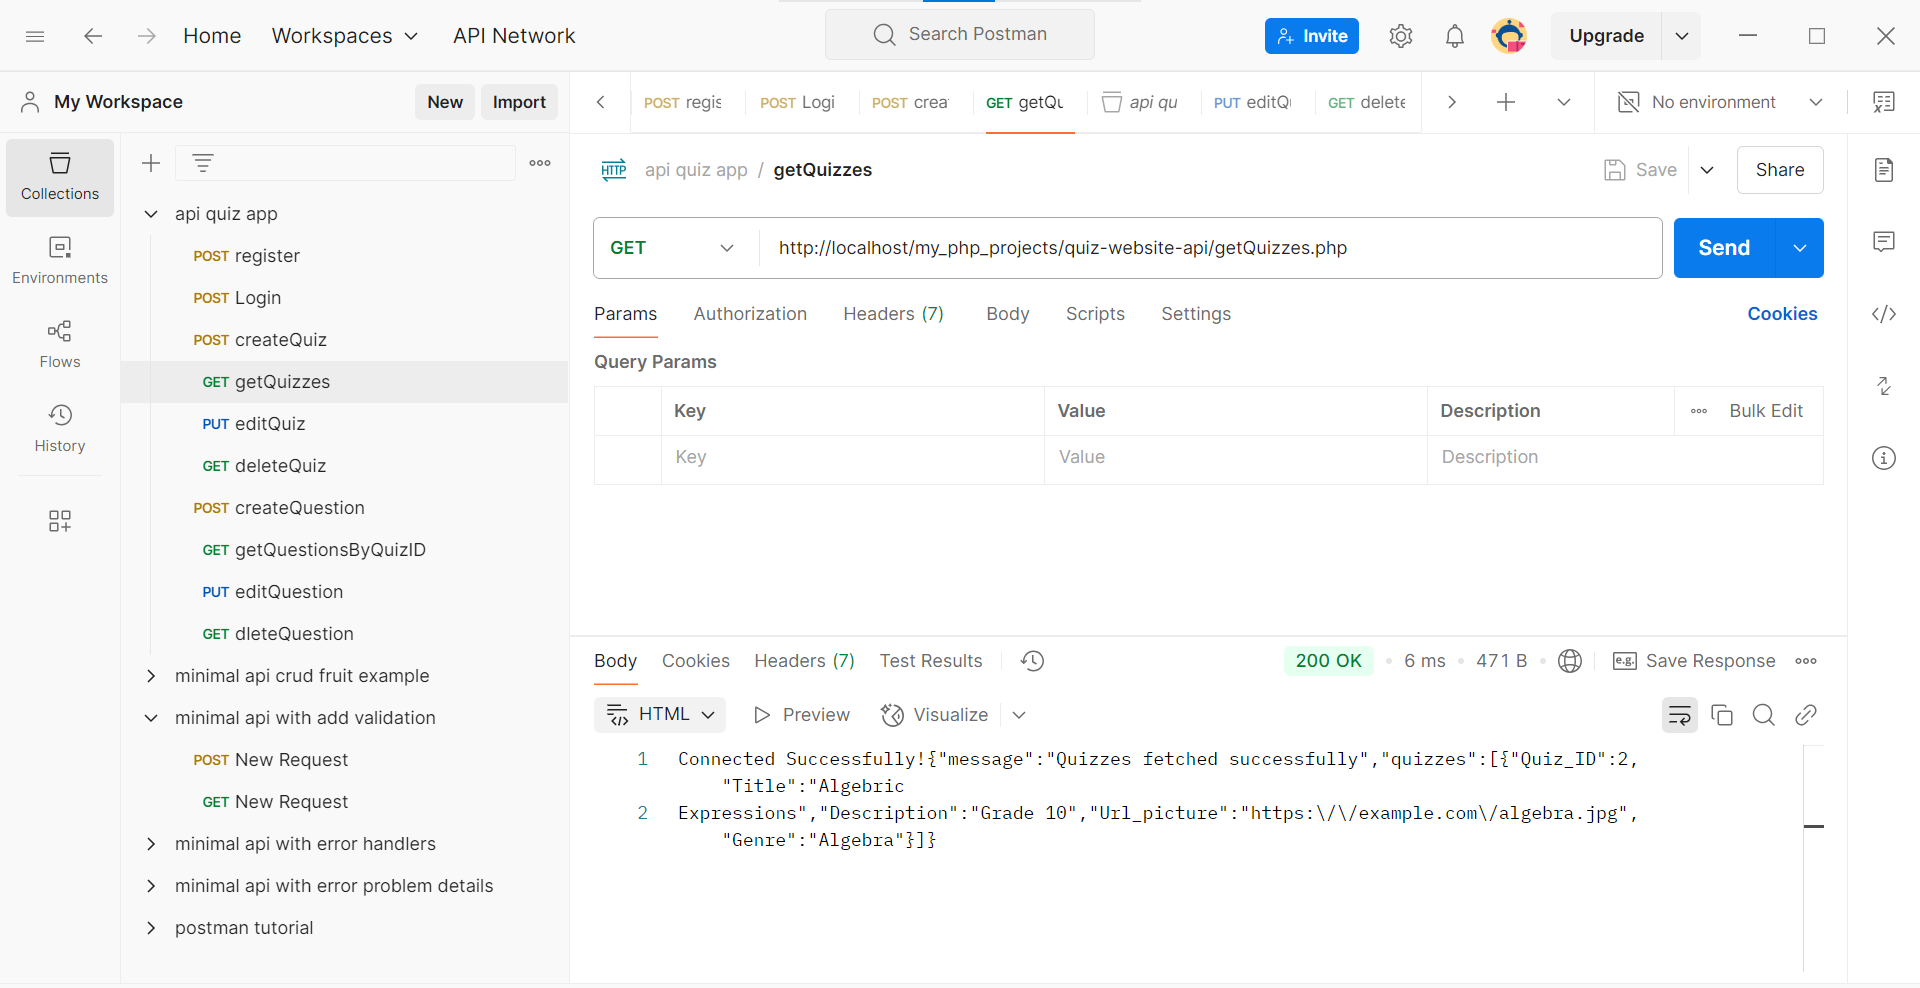 Home Workspaces API Network Search Postman Invite Upgrade
My Workspace New Import POST regis POST Logi POST crea GET getQu api qu PUT editQ GET delete No environment
Collections
Environments
Flows
History
api quiz app
POST register
POST Login
POST createQuiz
GET getQuizzes
PUT editQuiz
GET deleteQuiz
POST createQuestion
GET getQuestionsByQuizID
PUT editQuestion
GET dleteQuestion
minimal api crud fruit example
minimal api with add validation
POST New Request
GET New Request
minimal api with error handlers
minimal api with error problem details
postman tutorial
HTTP api quiz app / getQuizzes Save Share
GET http://localhost/my_php_projects/quiz-website-api/getQuizzes.php Send
Params Authorization Headers (7) Body Scripts Settings Cookies
Query Params
Key Value Description Bulk Edit
Key Value Description
Body Cookies Headers (7) Test Results 200 OK 6 ms 471 B e.g. Save Response
HTML Preview Visualize
1 Connected Successfully!{"message":"Quizzes fetched successfully","quizzes":[{"Quiz_ID":2,
"Title":"Algebric
2 Expressions","Description":"Grade 10","Url_picture":"https:\/\/example.com\/algebra.jpg",
"Genre":"Algebra"}]}